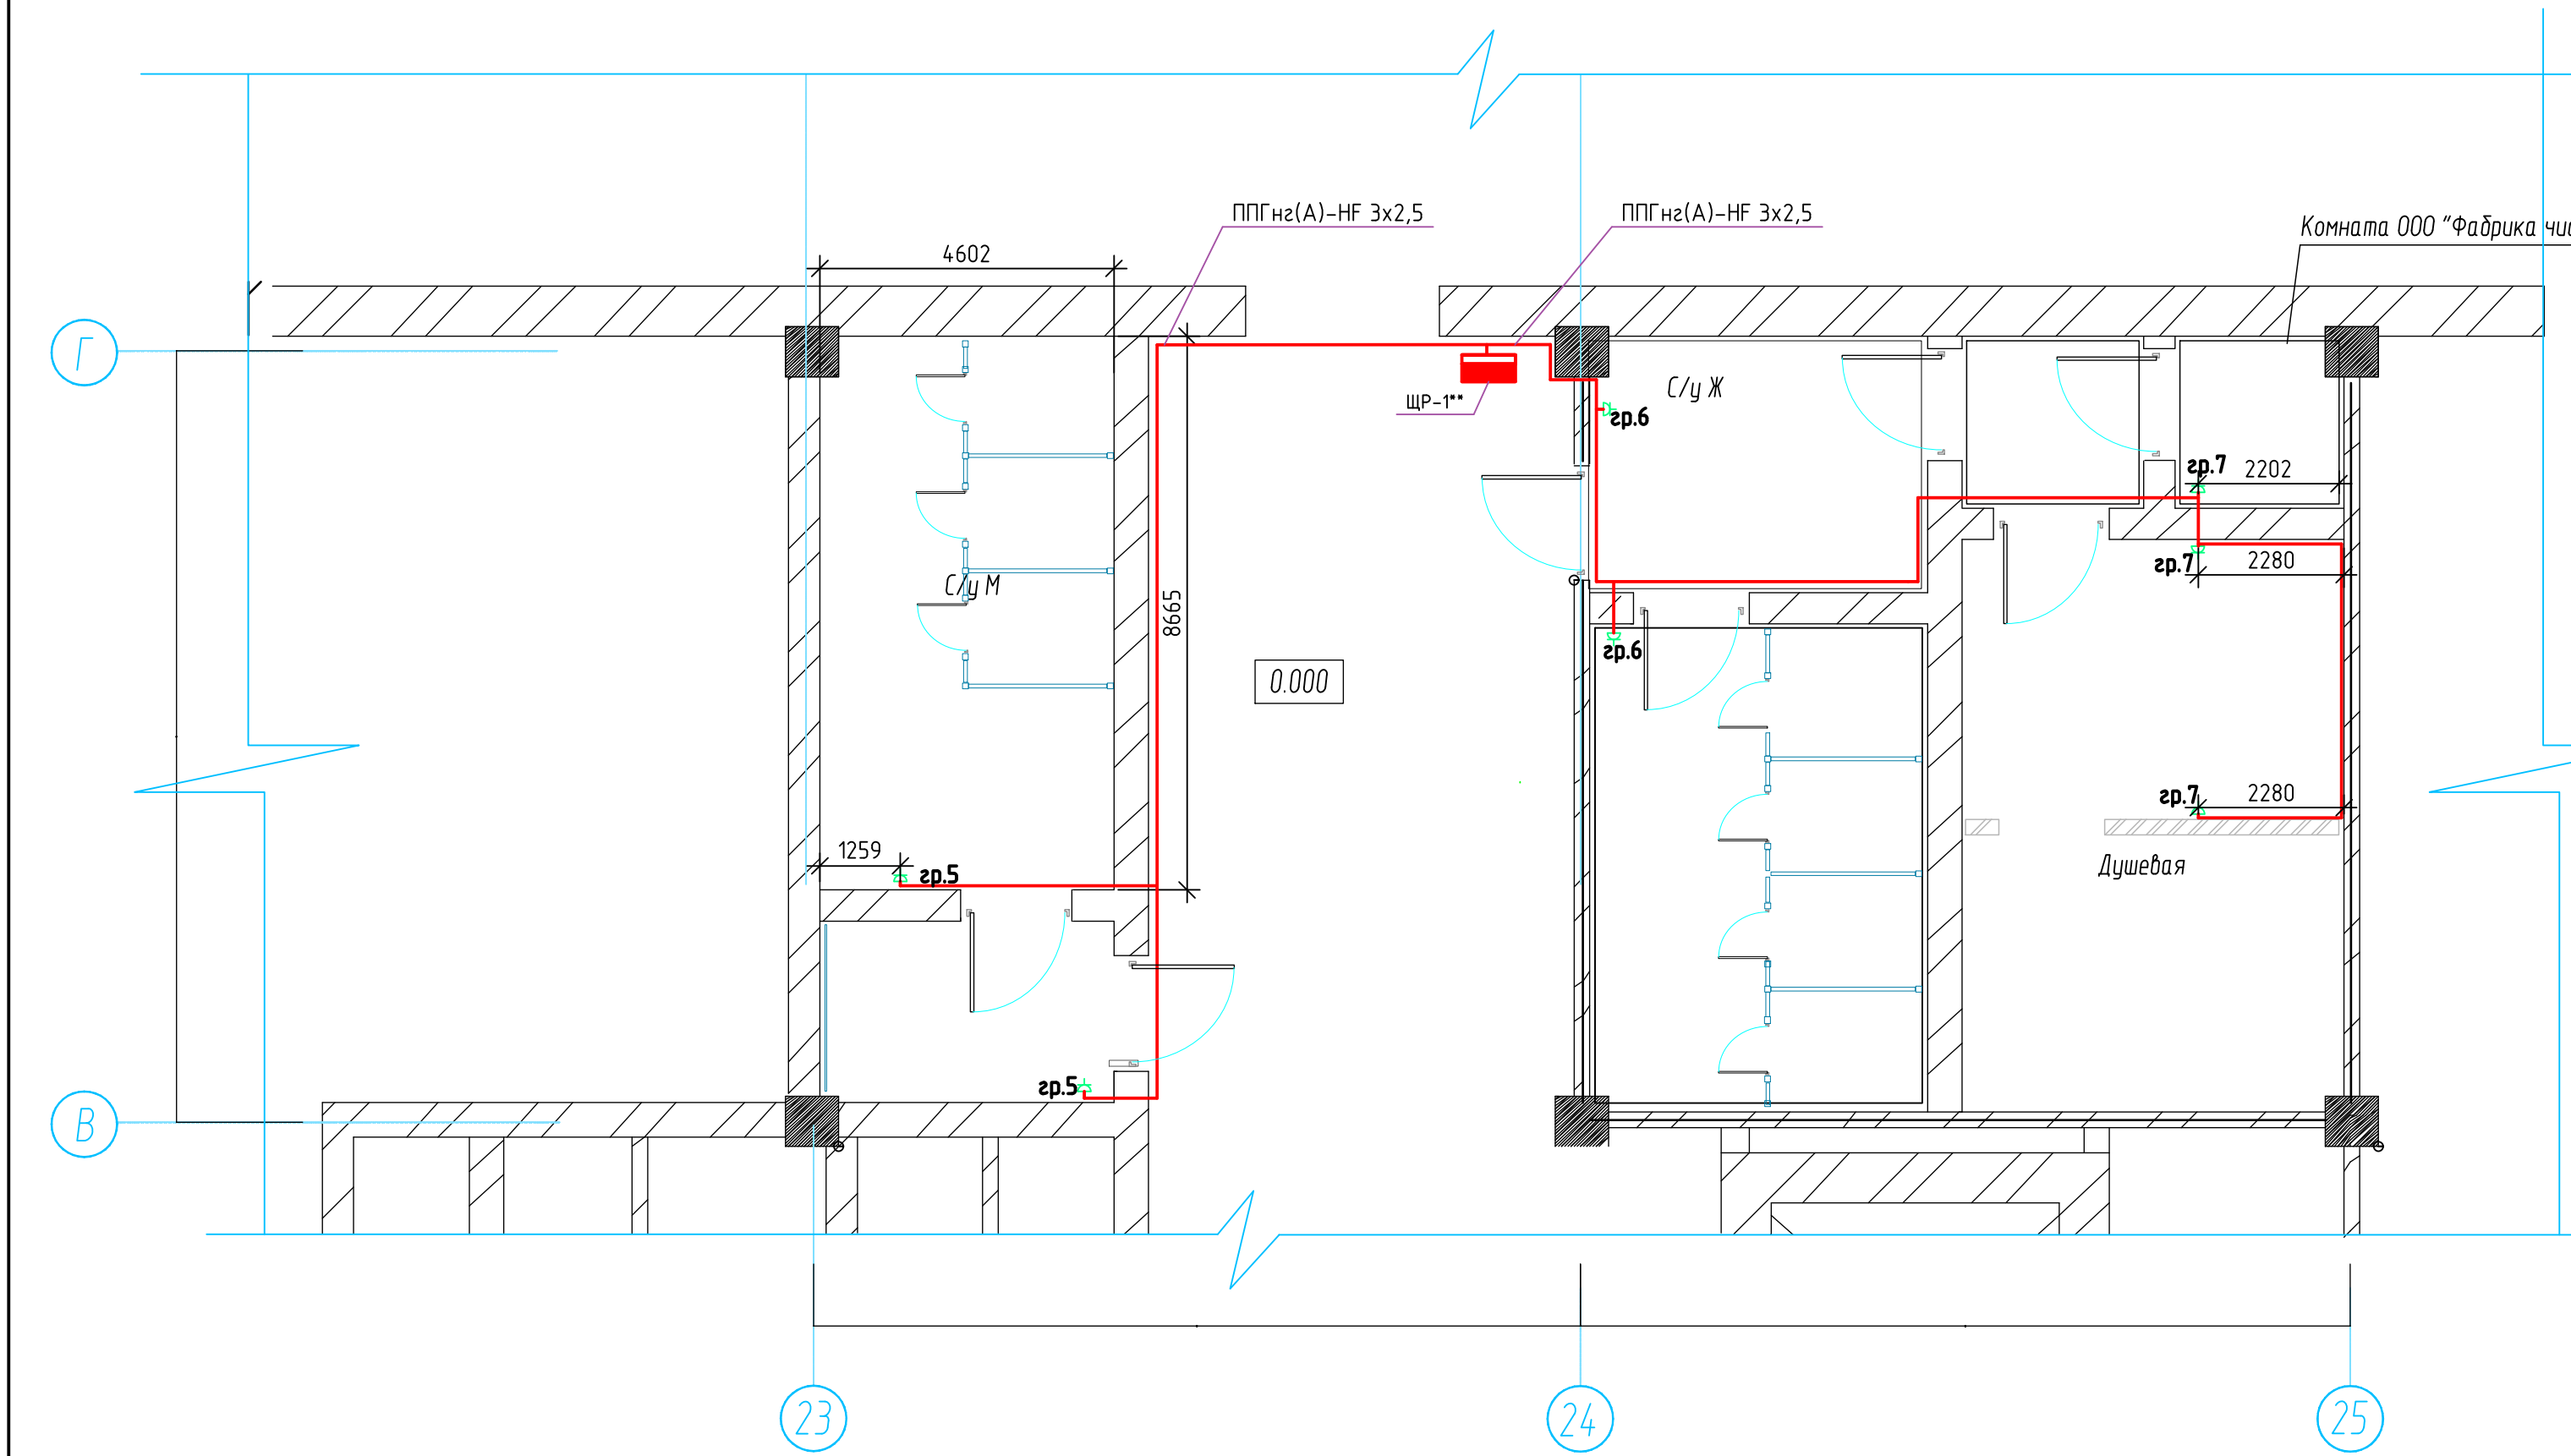 ППГнг(А)-HF 3х2,5
ППГнг(А)-HF 3х2,5
Комната ООО "Фабрика
4602
Г
ЩР-1**
С/у Ж
гр.6
гр.7
2202
С/у М
8665
гр.7
2280
гр.6
0.000
гр.7
2280
1259
гр.5
Душевая
гр.5
В
23
24
25